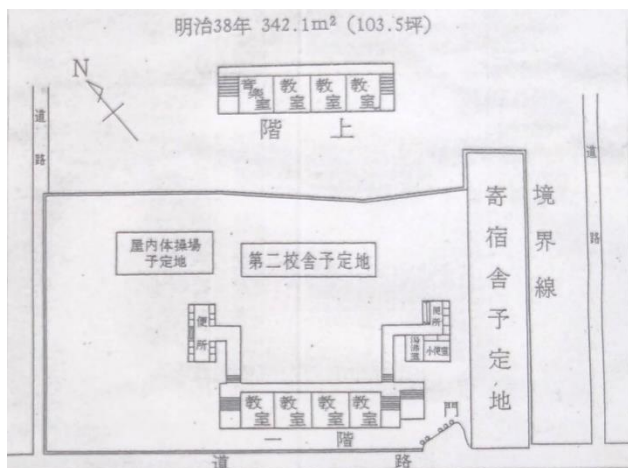 明治38年 342.1m² (103.5坪)
N
音楽室
教室
教室
教室
階上
道路
道路
境界線
寄宿舎予定地
屋内体操場
予定地
第二校舎予定地
便所
便所
小使室
教室
教室
教室
教室
一階
門
道路